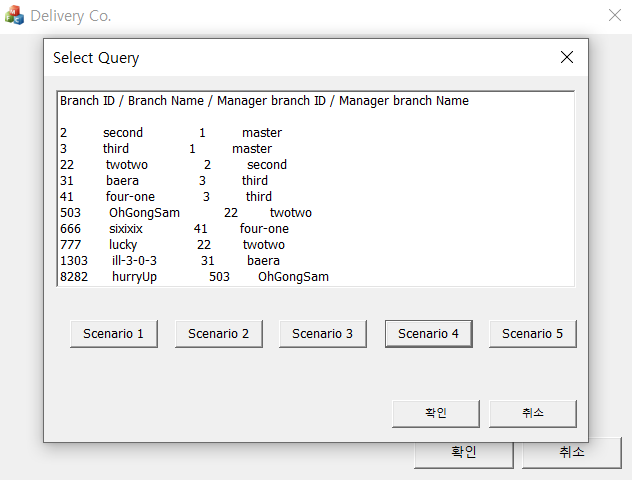 Delivery Co.
Select Query
Branch ID / Branch Name / Manager branch ID / Manager branch Name
2 second 1 master
3 third 1 master
22 twotwo 2 second
31 baera 3 third
41 four-one 3 third
503 OhGongSam 22 twotwo
666 sixixix 41 four-one
777 lucky 22 twotwo
1303 ill-3-0-3 31 baera
8282 hurryUp 503 OhGongSam
Scenario 1 Scenario 2 Scenario 3 Scenario 4 Scenario 5
확인 취소
확인 취소